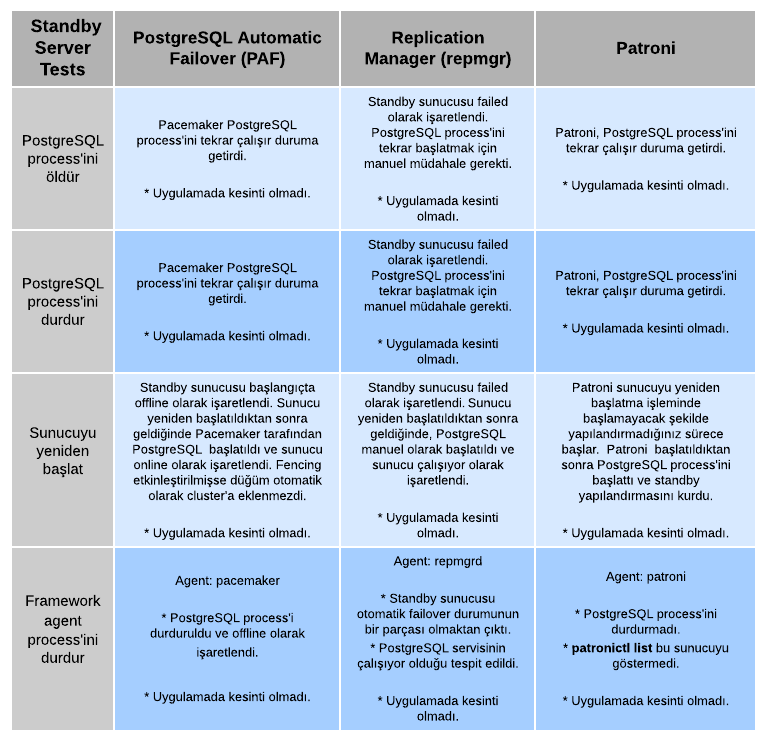 Standby
Server
Tests
PostgreSQL Automatic
Failover (PAF)
Replication
Manager (repmgr)
Patroni
PostgreSQL
process'ini
öldür
Pacemaker PostgreSQL
process'ini tekrar çalışır duruma
getirdi.
* Uygulamada kesinti olmadı.
Standby sunucusu failed
olarak işaretlendi.
PostgreSQL process'ini
tekrar başlatmak için
manuel müdahale gerekti.
* Uygulamada kesinti
olmadı.
Patroni, PostgreSQL process'ini
tekrar çalışır duruma getirdi.
* Uygulamada kesinti olmadı.
PostgreSQL
process'ini
durdur
Pacemaker PostgreSQL
process'ini tekrar çalışır duruma
getirdi.
* Uygulamada kesinti olmadı.
Standby sunucusu failed
olarak işaretlendi.
PostgreSQL process'ini
tekrar başlatmak için
manuel müdahale gerekti.
* Uygulamada kesinti
olmadı.
Patroni, PostgreSQL process'ini
tekrar çalışır duruma getirdi.
* Uygulamada kesinti olmadı.
Sunucuyu
yeniden
başlat
Standby sunucusu başlangıçta
offline olarak işaretlendi. Sunucu
yeniden başlatıldıktan sonra
geldiğinde Pacemaker tarafından
PostgreSQL başlatıldı ve sunucu
online olarak işaretlendi. Fencing
etkinleştirilmişse düğüm otomatik
olarak cluster'a eklenmezdi.
* Uygulamada kesinti olmadı.
Standby sunucusu failed
olarak işaretlendi. Sunucu
yeniden başlatıldıktan sonra
geldiğinde, PostgreSQL
manuel olarak başlatıldı ve
sunucu çalışıyor olarak
işaretlendi.
* Uygulamada kesinti
olmadı.
Patroni sunucuyu yeniden
başlatma işleminde
başlamayacak şekilde
yapılandırmadığınız sürece
başlar. Patroni başlatıldıktan
sonra PostgreSQL process'ini
başlattı ve standby
yapılandırmasını kurdu.
* Uygulamada kesinti olmadı.
Framework
agent
process'ini
durdur
Agent: pacemaker
* PostgreSQL process'i
durduruldu ve offline olarak
işaretlendi.
* Uygulamada kesinti olmadı.
Agent: repmgrd
* Standby sunucusu
otomatik failover durumunun
bir parçası olmaktan çıktı.
* PostgreSQL servisinin
çalışıyor olduğu tespit edildi.
* Uygulamada kesinti
olmadı.
Agent: patroni
* PostgreSQL process'ini
durdurmadı.
* patronictl list bu sunucuyu
göstermedi.
* Uygulamada kesinti olmadı.